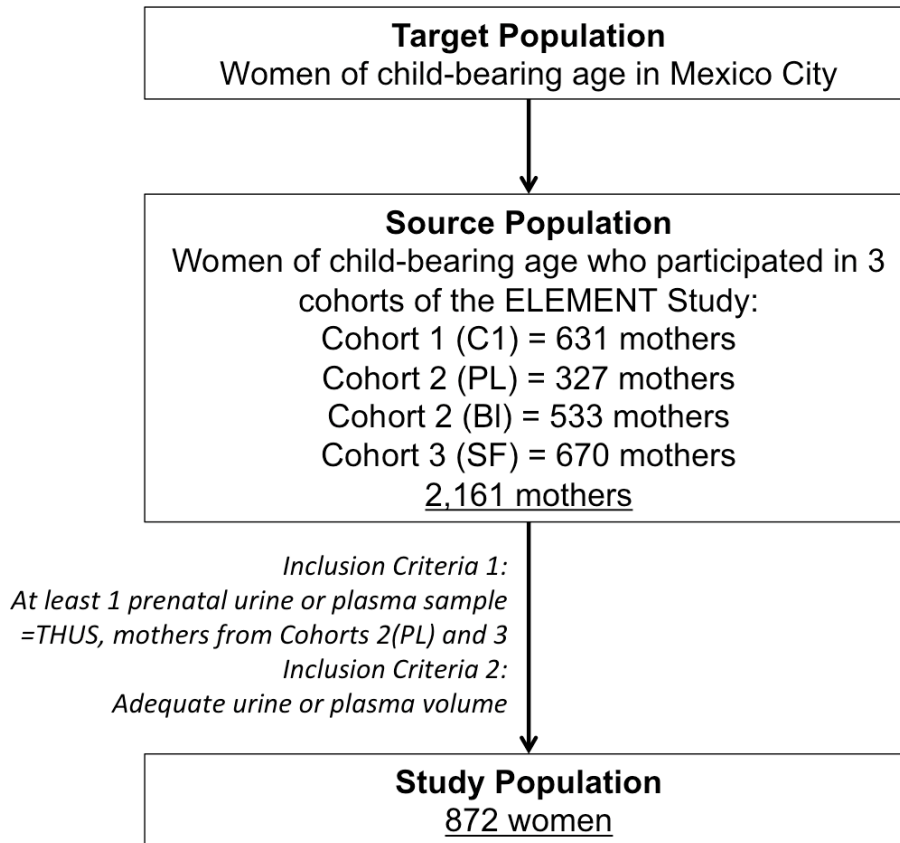 Target Population
Women of child-bearing age in Mexico City
Source Population
Women of child-bearing age who participated in 3
cohorts of the ELEMENT Study:
Cohort 1 (C1) = 631 mothers
Cohort 2 (PL) = 327 mothers
Cohort 2 (BI) = 533 mothers
Cohort 3 (SF) = 670 mothers
2,161 mothers
Inclusion Criteria 1:
At least 1 prenatal urine or plasma sample
=THUS, mothers from Cohorts 2(PL) and 3
Inclusion Criteria 2:
Adequate urine or plasma volume
Study Population
872 women